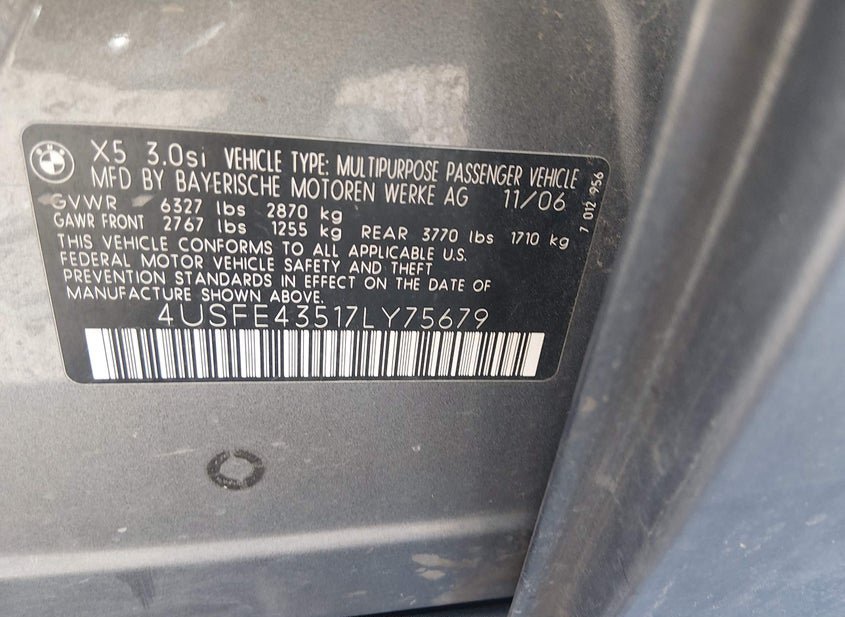 X5 3.0si VEHICLE TYPE: MULTIPURPOSE PASSENGER VEHICLE
MFD BY BAYERISCHE MOTOREN WERKE AG 11/06
GVWR 6327 lbs 2870 kg
GAWR FRONT 2767 lbs 1255 kg REAR 3770 lbs 1710 kg
THIS VEHICLE CONFORMS TO ALL APPLICABLE U.S.
FEDERAL MOTOR VEHICLE SAFETY AND THEFT
PREVENTION STANDARDS IN EFFECT ON THE DATE OF
MANUFACTURE SHOWN ABOVE.
4USFE43517LY75679
7 012 956